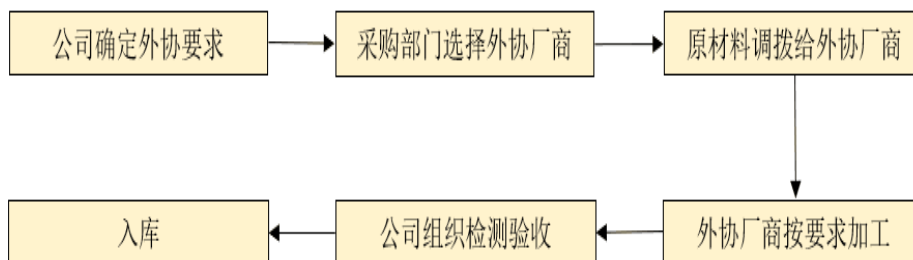 公司确定外协要求
采购部门选择外协厂商
原材料调拨给外协厂商
外协厂商按要求加工
公司组织检测验收
入库